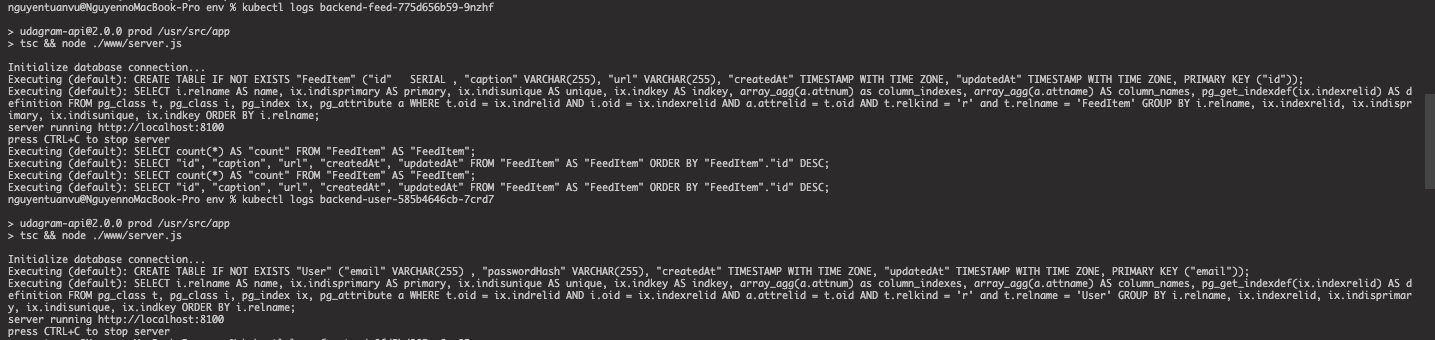 nguyentuanvu@NguyennoMacBook-Pro env % kubectl logs backend-feed-775d656b59-9nzhf
> udagram-api@2.0.0 prod /usr/src/app
> tsc && node ./www/server.js
Initialize database connection...
Executing (default): CREATE TABLE IF NOT EXISTS "FeedItem" ("id"   SERIAL , "caption" VARCHAR(255), "url" VARCHAR(255), "createdAt" TIMESTAMP WITH TIME ZONE, "updatedAt" TIMESTAMP WITH TIME ZONE, PRIMARY KEY ("id"));
Executing (default): SELECT i.relname AS name, ix.indisprimary AS primary, ix.indisunique AS unique, ix.indkey AS indkey, array_agg(a.attnum) as column_indexes, array_agg(a.attname) AS column_names, pg_get_indexdef(ix.indexrelid) AS d
efinition FROM pg_class t, pg_class i, pg_index ix, pg_attribute a WHERE t.oid = ix.indrelid AND i.oid = ix.indexrelid AND a.attrelid = t.oid AND t.relkind = 'r' and t.relname = 'FeedItem' GROUP BY i.relname, ix.indexrelid, ix.indispr
imary, ix.indisunique, ix.indkey ORDER BY i.relname;
server running http://localhost:8100
press CTRL+C to stop server
Executing (default): SELECT count(*) AS "count" FROM "FeedItem" AS "FeedItem";
Executing (default): SELECT "id", "caption", "url", "createdAt", "updatedAt" FROM "FeedItem" AS "FeedItem" ORDER BY "FeedItem"."id" DESC;
Executing (default): SELECT count(*) AS "count" FROM "FeedItem" AS "FeedItem";
Executing (default): SELECT "id", "caption", "url", "createdAt", "updatedAt" FROM "FeedItem" AS "FeedItem" ORDER BY "FeedItem"."id" DESC;
nguyentuanvu@NguyennoMacBook-Pro env % kubectl logs backend-user-585b4646cb-7crd7
> udagram-api@2.0.0 prod /usr/src/app
> tsc && node ./www/server.js
Initialize database connection...
Executing (default): CREATE TABLE IF NOT EXISTS "User" ("email" VARCHAR(255) , "passwordHash" VARCHAR(255), "createdAt" TIMESTAMP WITH TIME ZONE, "updatedAt" TIMESTAMP WITH TIME ZONE, PRIMARY KEY ("email"));
Executing (default): SELECT i.relname AS name, ix.indisprimary AS primary, ix.indisunique AS unique, ix.indkey AS indkey, array_agg(a.attnum) as column_indexes, array_agg(a.attname) AS column_names, pg_get_indexdef(ix.indexrelid) AS d
efinition FROM pg_class t, pg_class i, pg_index ix, pg_attribute a WHERE t.oid = ix.indrelid AND i.oid = ix.indexrelid AND a.attrelid = t.oid AND t.relkind = 'r' and t.relname = 'User' GROUP BY i.relname, ix.indexrelid, ix.indisprimar
y, ix.indisunique, ix.indkey ORDER BY i.relname;
server running http://localhost:8100
press CTRL+C to stop server